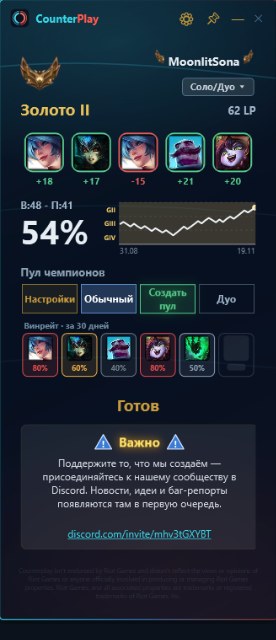 CounterPlay
MoonlitSona
Соло/Дуо
Золото II
62 LP
+18
+17
-15
+21
+20
В:48 - П:41
54%
GII
GIII
GIV
31.08
19.11
Пул чемпионов
Настройки
Обычный
Создать
пул
Дуо
Винрейт - за 30 дней
80%
60%
40%
80%
50%
Готов
Важно
Поддержите то, что мы создаём —
присоединяйтесь к нашему сообществу в
Discord. Новости, идеи и баг-репорты
появляются там в первую очередь.
discord.com/invite/mhv3tGXYBT